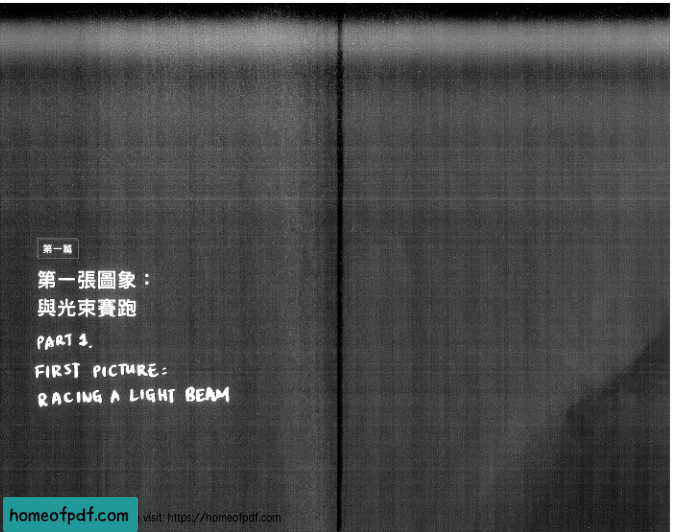 第一篇
第一張圖象：
與光束賽跑
PART 1.
FIRST PICTURE:
RACING A LIGHT BEAM
homeofpdf.com
visit: https://homeofpdf.com